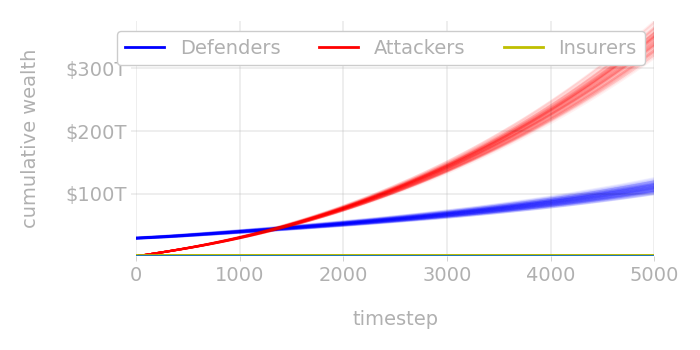 Defenders Attackers Insurers
cumulative wealth
$300T
$200T
$100T
0 1000 2000 3000 4000 5000
timestep